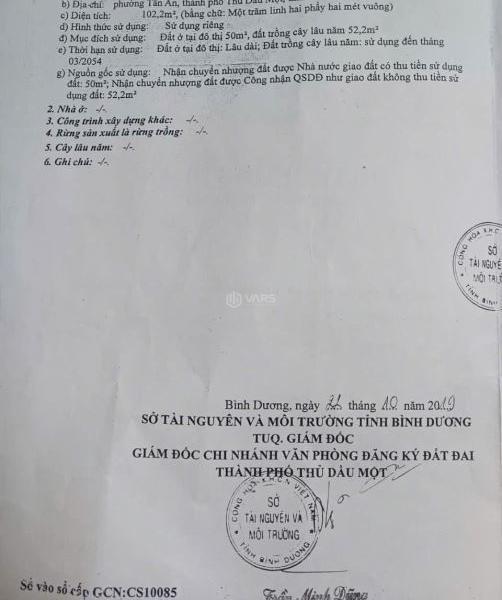 b) Địa chỉ: phường Tân An, thành phố Thủ Dầu Một,
c) Diện tích: 102,2m², (bằng chữ: Một trăm linh hai phẩy hai mét vuông)
d) Hình thức sử dụng: Sử dụng riêng
đ) Mục đích sử dụng: Đất ở tại đô thị 50m², đất trồng cây lâu năm 52,2m²
e) Thời hạn sử dụng: Đất ở tại đô thị: Lâu dài; Đất trồng cây lâu năm: sử dụng đến tháng
03/2054
g) Nguồn gốc sử dụng: Nhận chuyển nhượng đất được Nhà nước giao đất có thu tiền sử dụng
đất: 50m²; Nhận chuyển nhượng đất được Công nhận QSDĐ như giao đất không thu tiền sử
dụng đất: 52,2m²
2. Nhà ở: -/-.
3. Công trình xây dựng khác: -/-.
4. Rừng sản xuất là rừng trồng: -/-.
5. Cây lâu năm: -/-.
6. Ghi chú: -/-.
CỘNG HÒA X.H.C.N
SỞ
TÀI NGUYÊN
MÔI TRƯỜNG
TỈNH BÌNH
VARS
Bình Dương, ngày tháng 10 năm 2019
SỞ TÀI NGUYÊN VÀ MÔI TRƯỜNG TỈNH BÌNH DƯƠNG
TUQ. GIÁM ĐỐC
GIÁM ĐỐC CHI NHÁNH VĂN PHÒNG ĐĂNG KÝ ĐẤT ĐAI
THÀNH PHỐ THỦ DẦU MỘT
CỘNG HÒA X.H.C.N VIỆT NAM
SỞ
TÀI NGUYÊN VÀ
MÔI TRƯỜNG
TỈNH BÌNH DƯƠNG
Số vào sổ cấp GCN:CS10085
Trần Minh Dũng